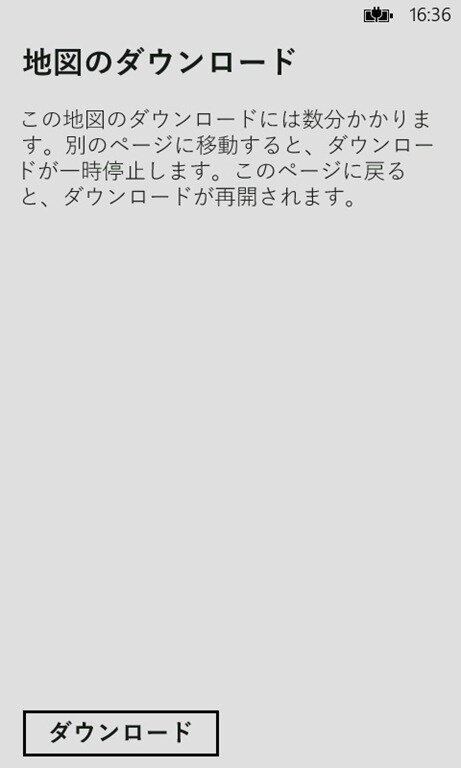 16:36
地図のダウンロード
この地図のダウンロードには数分かかりま
す。別のページに移動すると、ダウンロー
ドが一時停止します。このページに戻る
と、ダウンロードが再開されます。
ダウンロード